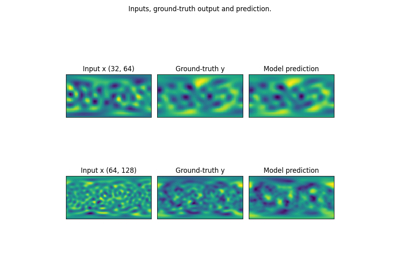 Inputs, ground-truth output and prediction.
Input x (32, 64) Ground-truth y Model prediction
Input x (64, 128) Ground-truth y Model prediction